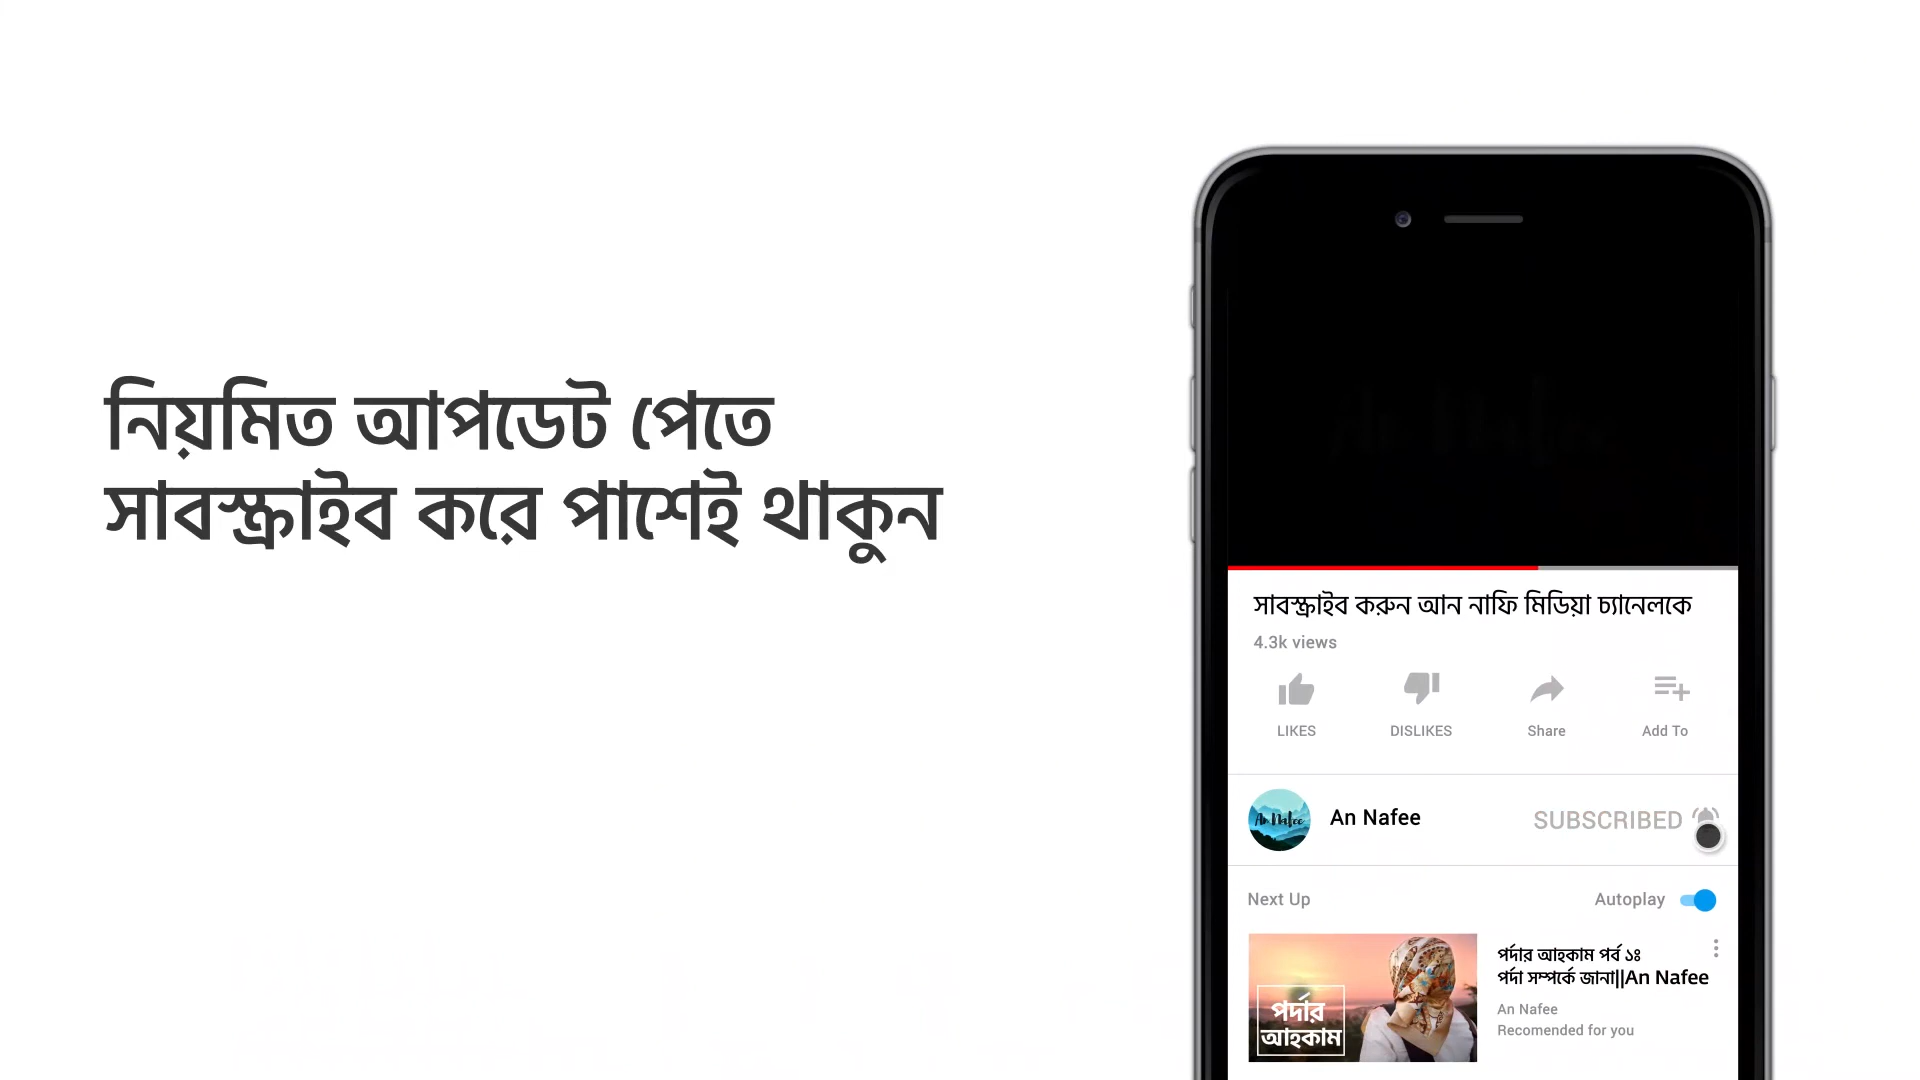 নিয়মিত আপডেট পেতে
সাবস্ক্রাইব করে পাশেই থাকুন
সাবস্ক্রাইব করুন আন নাফি মিডিয়া চ্যানেলকে
4.3k views
LIKES DISLIKES Share Add To
An Nafee
An Nafee SUBSCRIBED
Next Up Autoplay
পর্দার আহকাম পর্ব ১ঃ
পর্দা সম্পর্কে জানা||An Nafee
An Nafee
Recomended for you
পর্দার
আহকাম